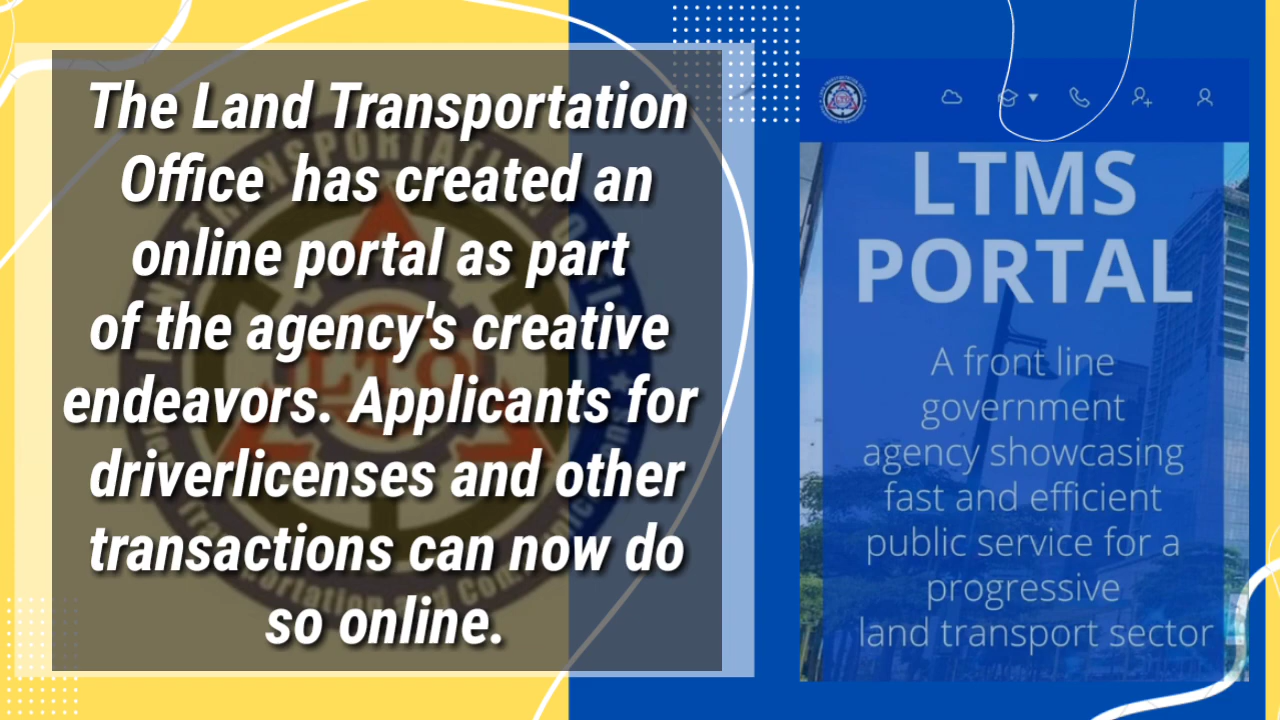 The Land Transportation
Office has created an
online portal as part
of the agency's creative
endeavors. Applicants for
driverlicenses and other
transactions can now do
so online.
LTO
LTMS
PORTAL
A front line
government
agency showcasing
fast and efficient
public service for a
progressive
land transport sector